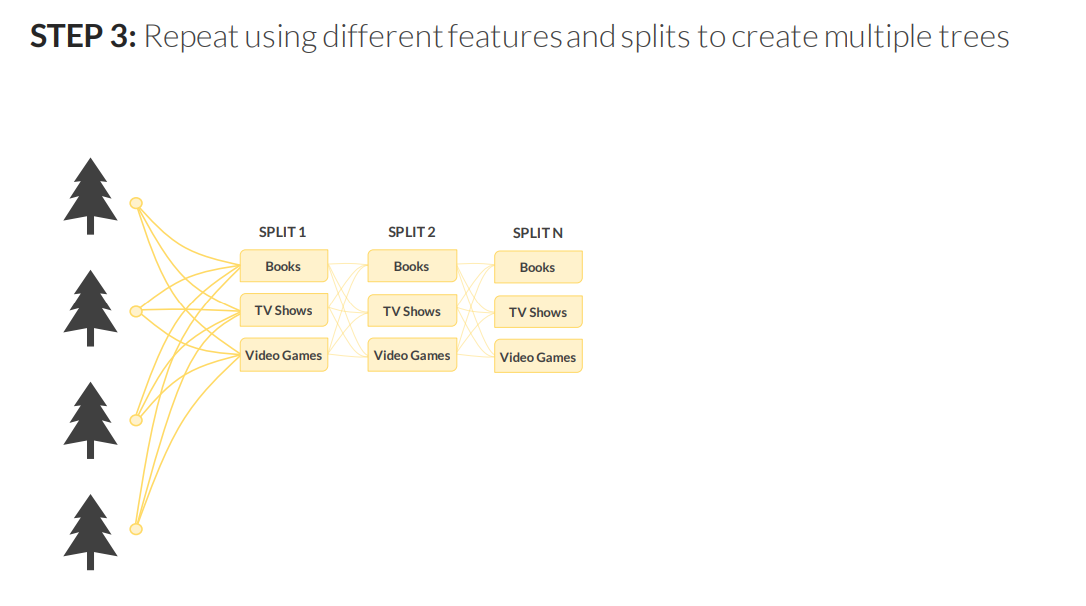 STEP 3: Repeat using different features and splits to create multiple trees
SPLIT 1 SPLIT 2 SPLIT N
Books Books Books
TV Shows TV Shows TV Shows
Video Games Video Games Video Games